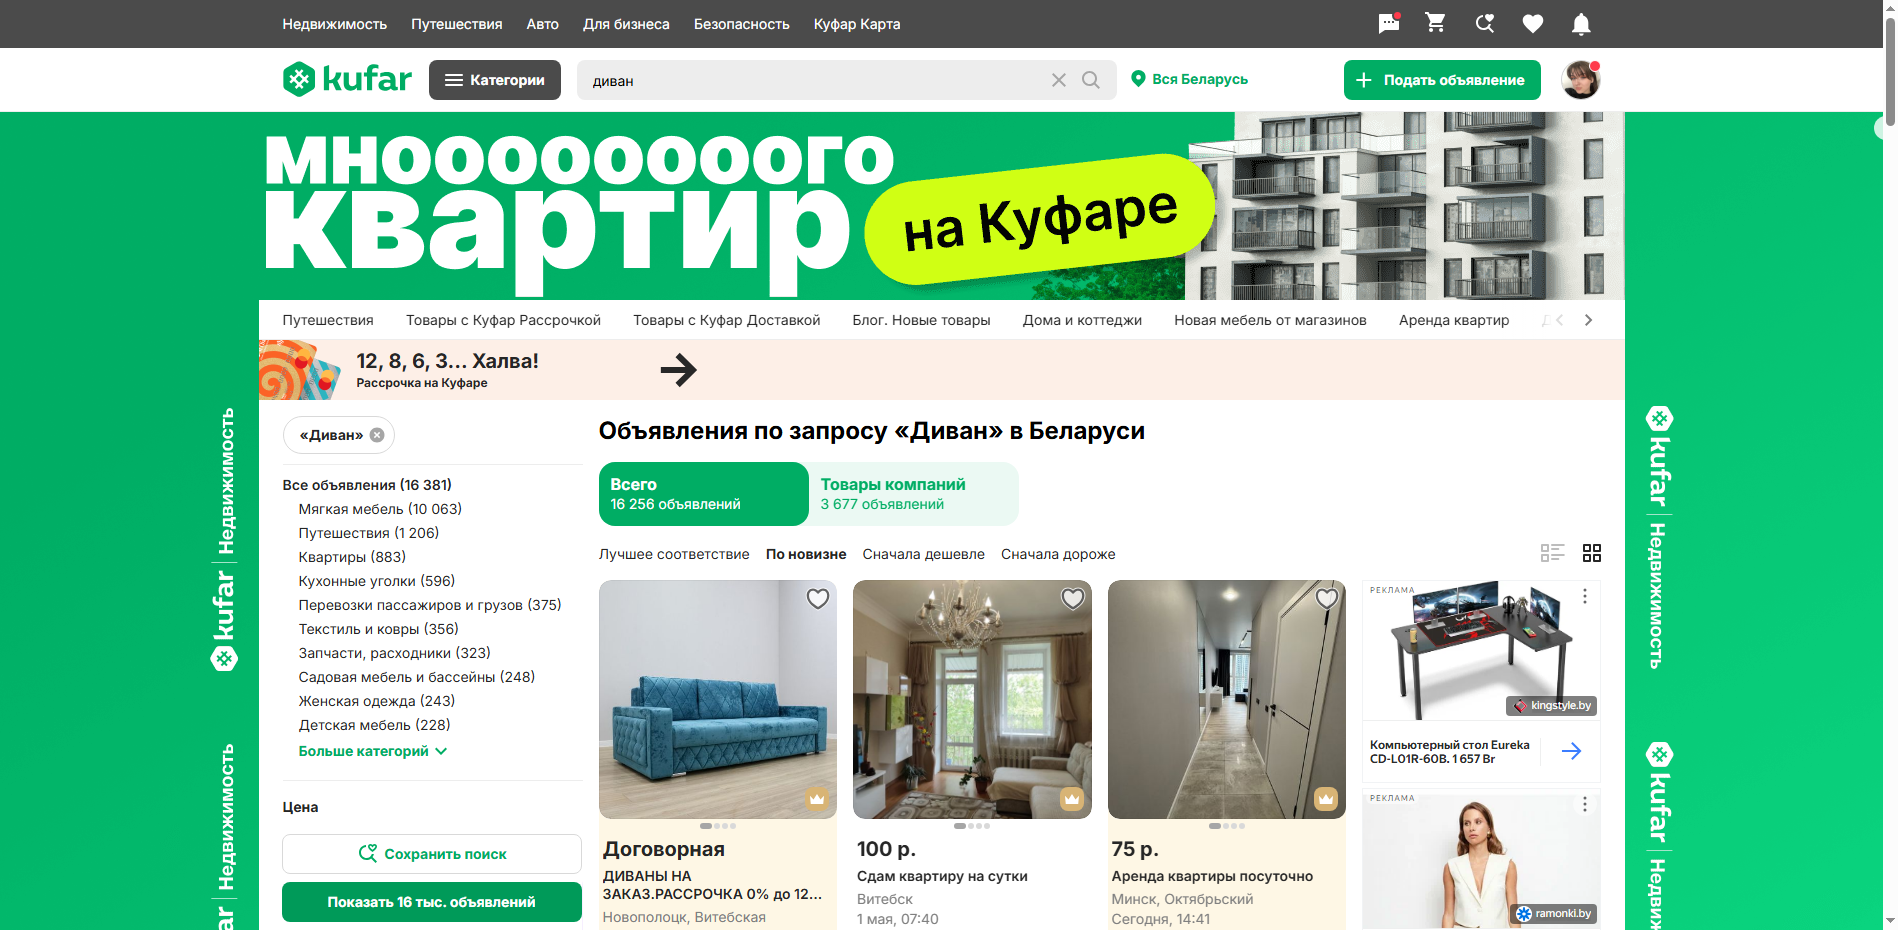 Недвижимость Путешествия Авто Для бизнеса Безопасность Куфар Карта
kufar Категории диван Вся Беларусь Подать объявление
мноооооооого
квартир
на Куфаре
Путешествия Товары с Куфар Рассрочкой Товары с Куфар Доставкой Блог. Новые товары Дома и коттеджи Новая мебель от магазинов Аренда квартир
12, 8, 6, 3... Халва!
Рассрочка на Куфаре
«Диван»
Все объявления (16 381)
Мягкая мебель (10 063)
Путешествия (1 206)
Квартиры (883)
Кухонные уголки (596)
Перевозки пассажиров и грузов (375)
Текстиль и ковры (356)
Запчасти, расходники (323)
Садовая мебель и бассейны (248)
Женская одежда (243)
Детская мебель (228)
Больше категорий
Цена
Сохранить поиск
Показать 16 тыс. объявлений
Объявления по запросу «Диван» в Беларуси
Всего
16 256 объявлений
Товары компаний
3 677 объявлений
Лучшее соответствие По новизне Сначала дешевле Сначала дороже
Договорная
ДИВАНЫ НА
ЗАКАЗ.РАССРОЧКА 0% до 12...
Новополоцк, Витебская
100 р.
Сдам квартиру на сутки
Витебск
1 мая, 07:40
75 р.
Аренда квартиры посуточно
Минск, Октябрьский
Сегодня, 14:41
РЕКЛАМА
kingstyle.by
Компьютерный стол Eureka
CD-L01R-60B. 1 657 Br
РЕКЛАМА
ramonki.by
kufar | Недвижимость
Недвижимость
kufar | Недвижимость
kufar